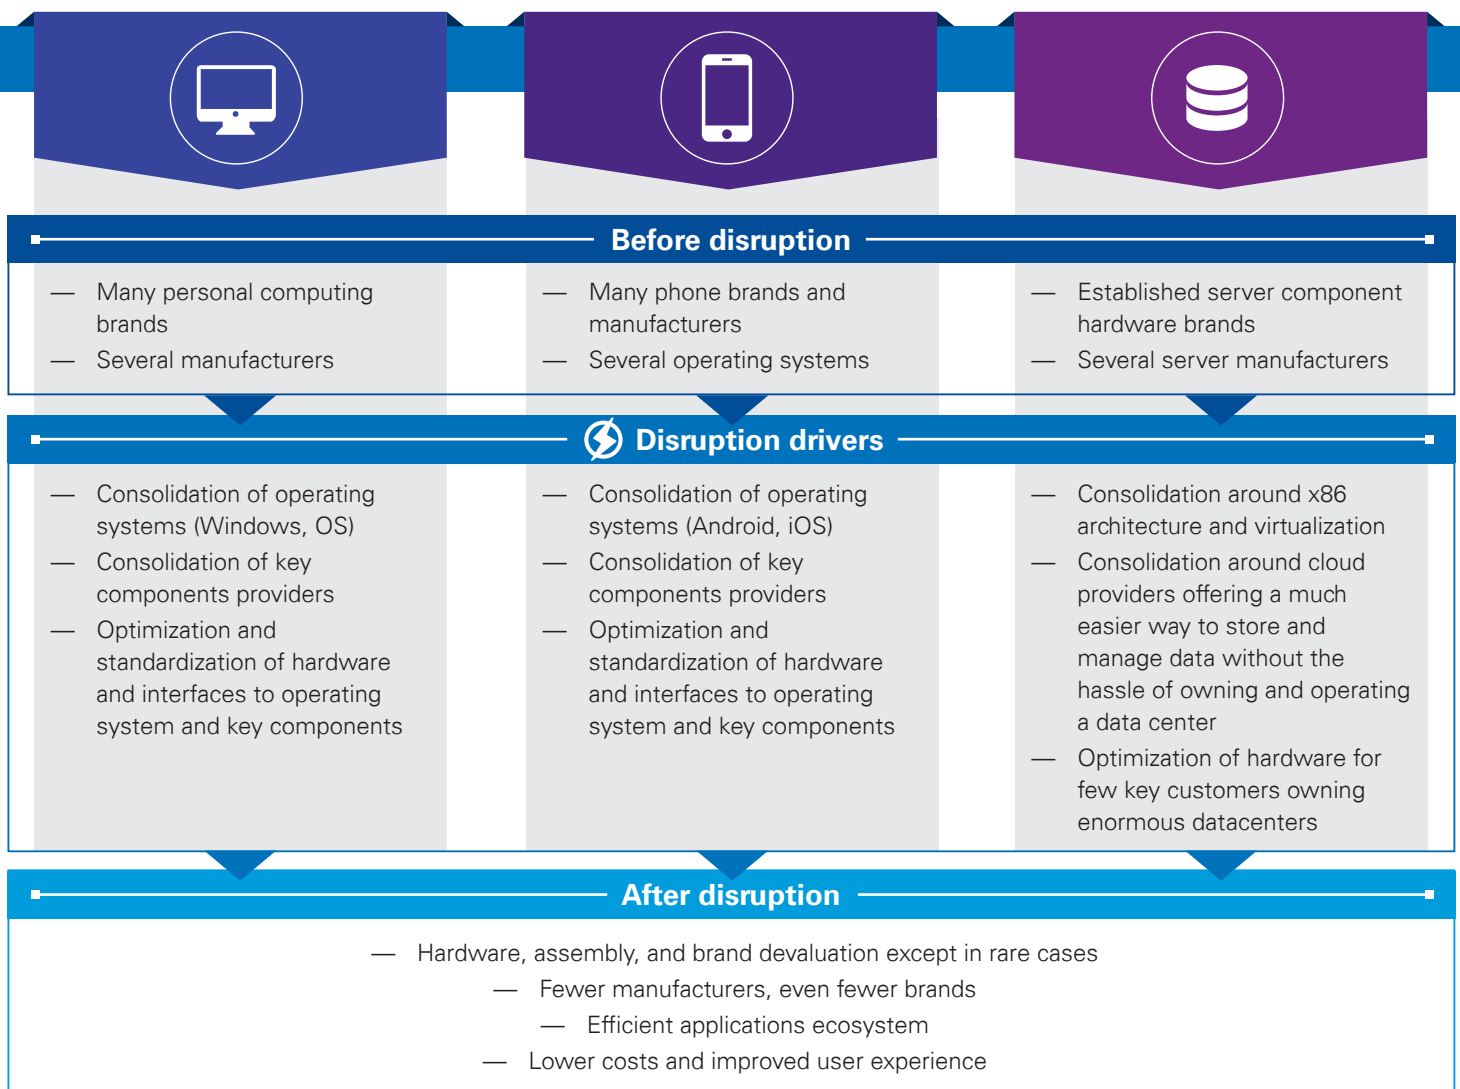 Before disruption
— Many personal computing
brands
— Several manufacturers
— Many phone brands and
manufacturers
— Several operating systems
— Established server component
hardware brands
— Several server manufacturers
Disruption drivers
— Consolidation of operating
systems (Windows, OS)
— Consolidation of key
components providers
— Optimization and
standardization of hardware
and interfaces to operating
system and key components
— Consolidation of operating
systems (Android, iOS)
— Consolidation of key
components providers
— Optimization and
standardization of hardware
and interfaces to operating
system and key components
— Consolidation around x86
architecture and virtualization
— Consolidation around cloud
providers offering a much
easier way to store and
manage data without the
hassle of owning and operating
a data center
— Optimization of hardware for
few key customers owning
enormous datacenters
After disruption
— Hardware, assembly, and brand devaluation except in rare cases
— Fewer manufacturers, even fewer brands
— Efficient applications ecosystem
— Lower costs and improved user experience